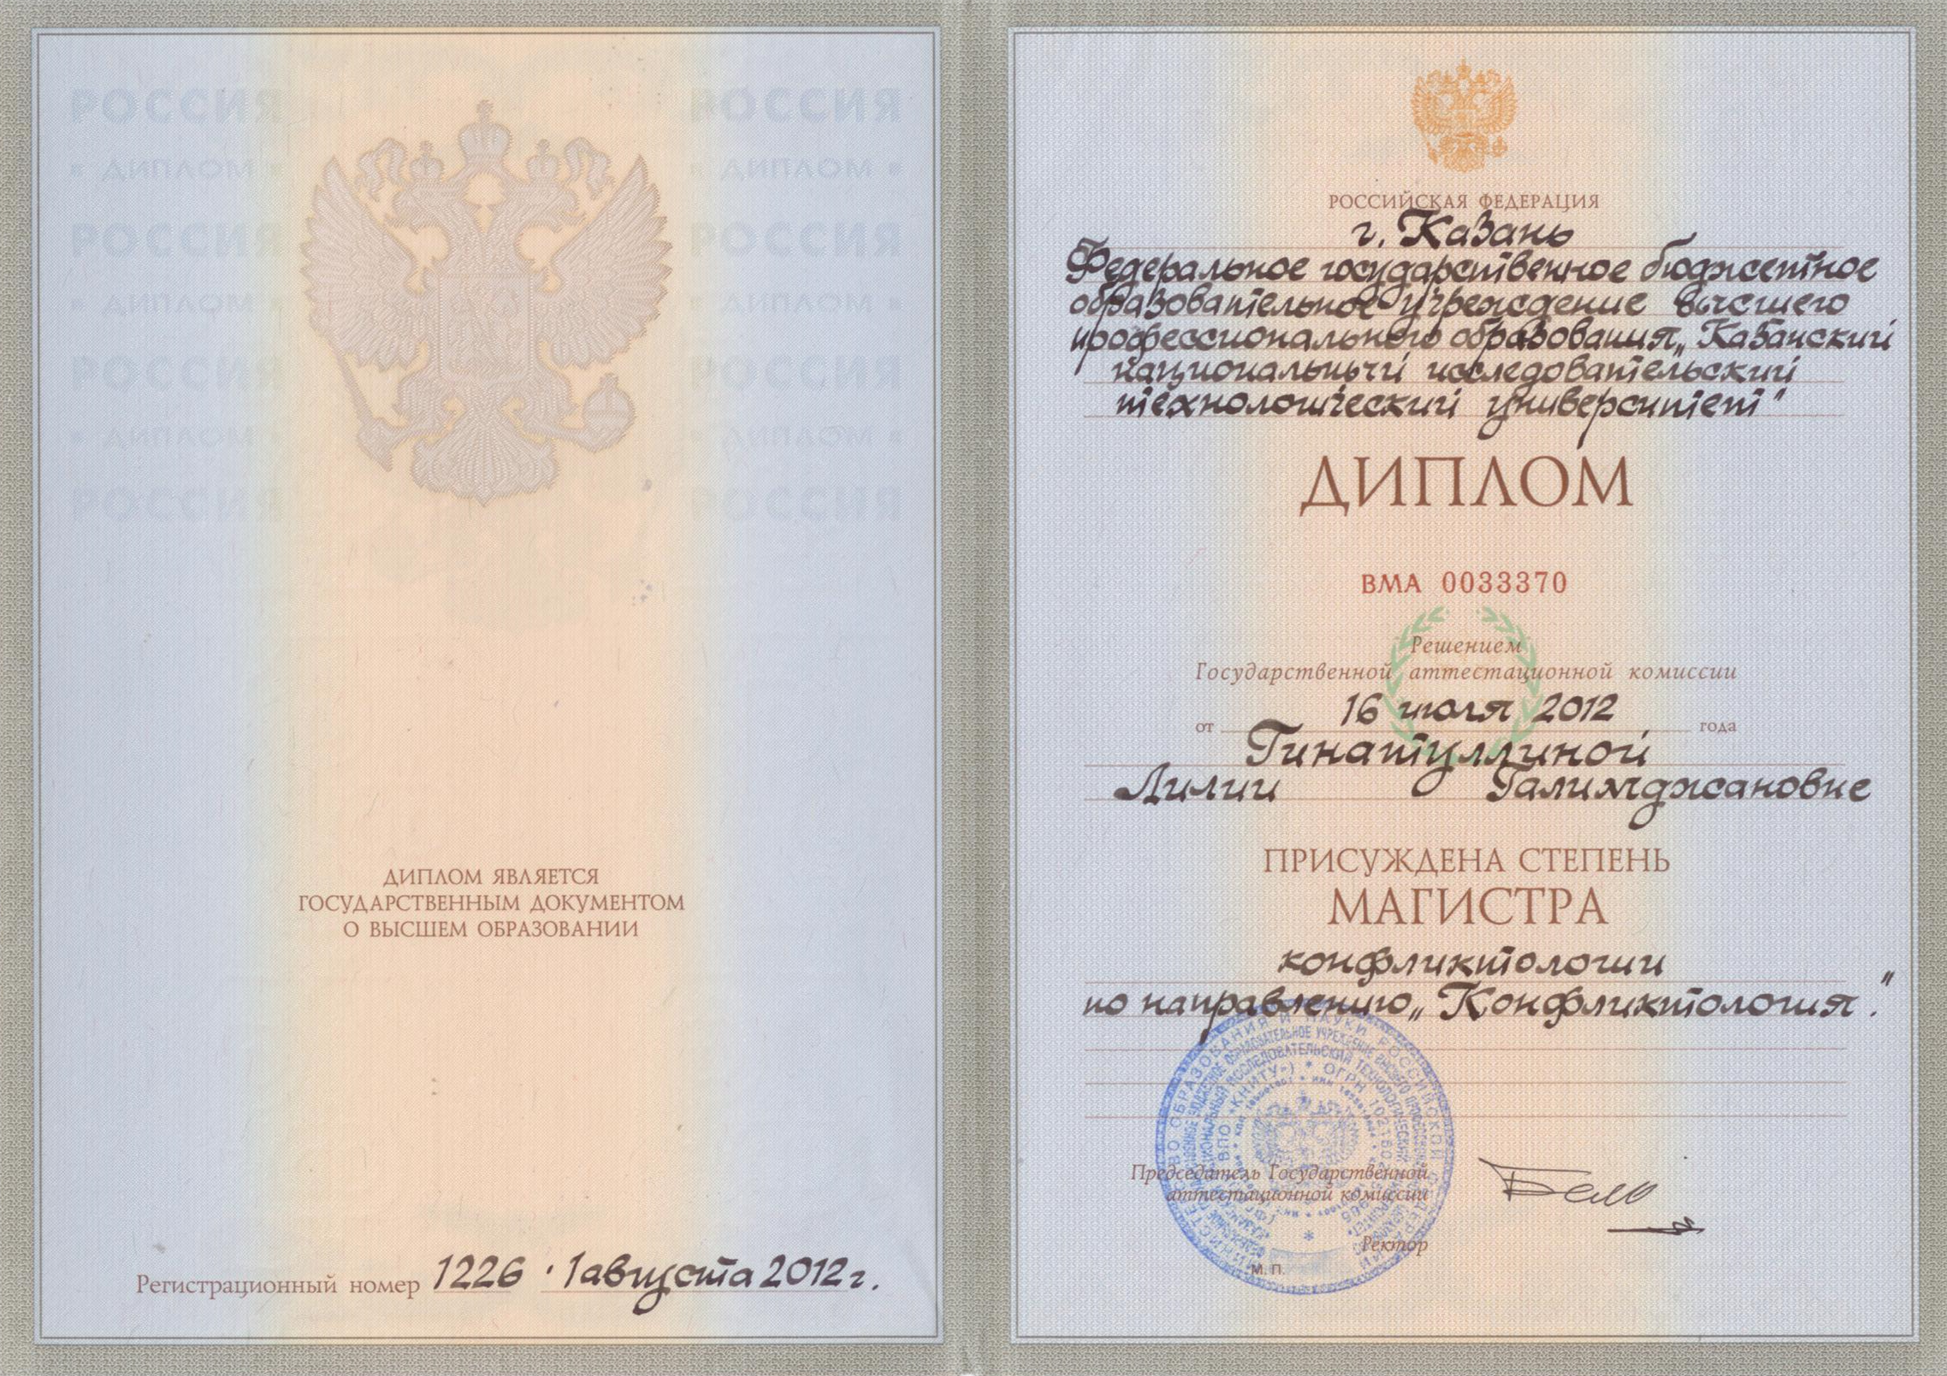 РОССИЯ РОССИЯ
ДИПЛОМ ДИПЛОМ
РОССИЯ РОССИЯ
ДИПЛОМ ДИПЛОМ
РОССИЯ РОССИЯ
ДИПЛОМ ДИПЛОМ
РОССИЯ РОССИЯ
ДИПЛОМ ЯВЛЯЕТСЯ
ГОСУДАРСТВЕННЫМ ДОКУМЕНТОМ
О ВЫСШЕМ ОБРАЗОВАНИИ
Регистрационный номер 1226 · 1 августа 2012 г.
РОССИЙСКАЯ ФЕДЕРАЦИЯ
г. Казань
Федеральное государственное бюджетное
образовательное учреждение высшего
профессионального образования „Казанский
национальный исследовательский
технологический университет"
ДИПЛОМ
ВМА 0033370
Решением
Государственной аттестационной комиссии
от 16 июля 2012 года
Гинатуллиной
Лилии Галимджановне
ПРИСУЖДЕНА СТЕПЕНЬ
МАГИСТРА
конфликтологии
по направлению „Конфликтология".
Председатель Государственной
аттестационной комиссии
Ректор
М. П.